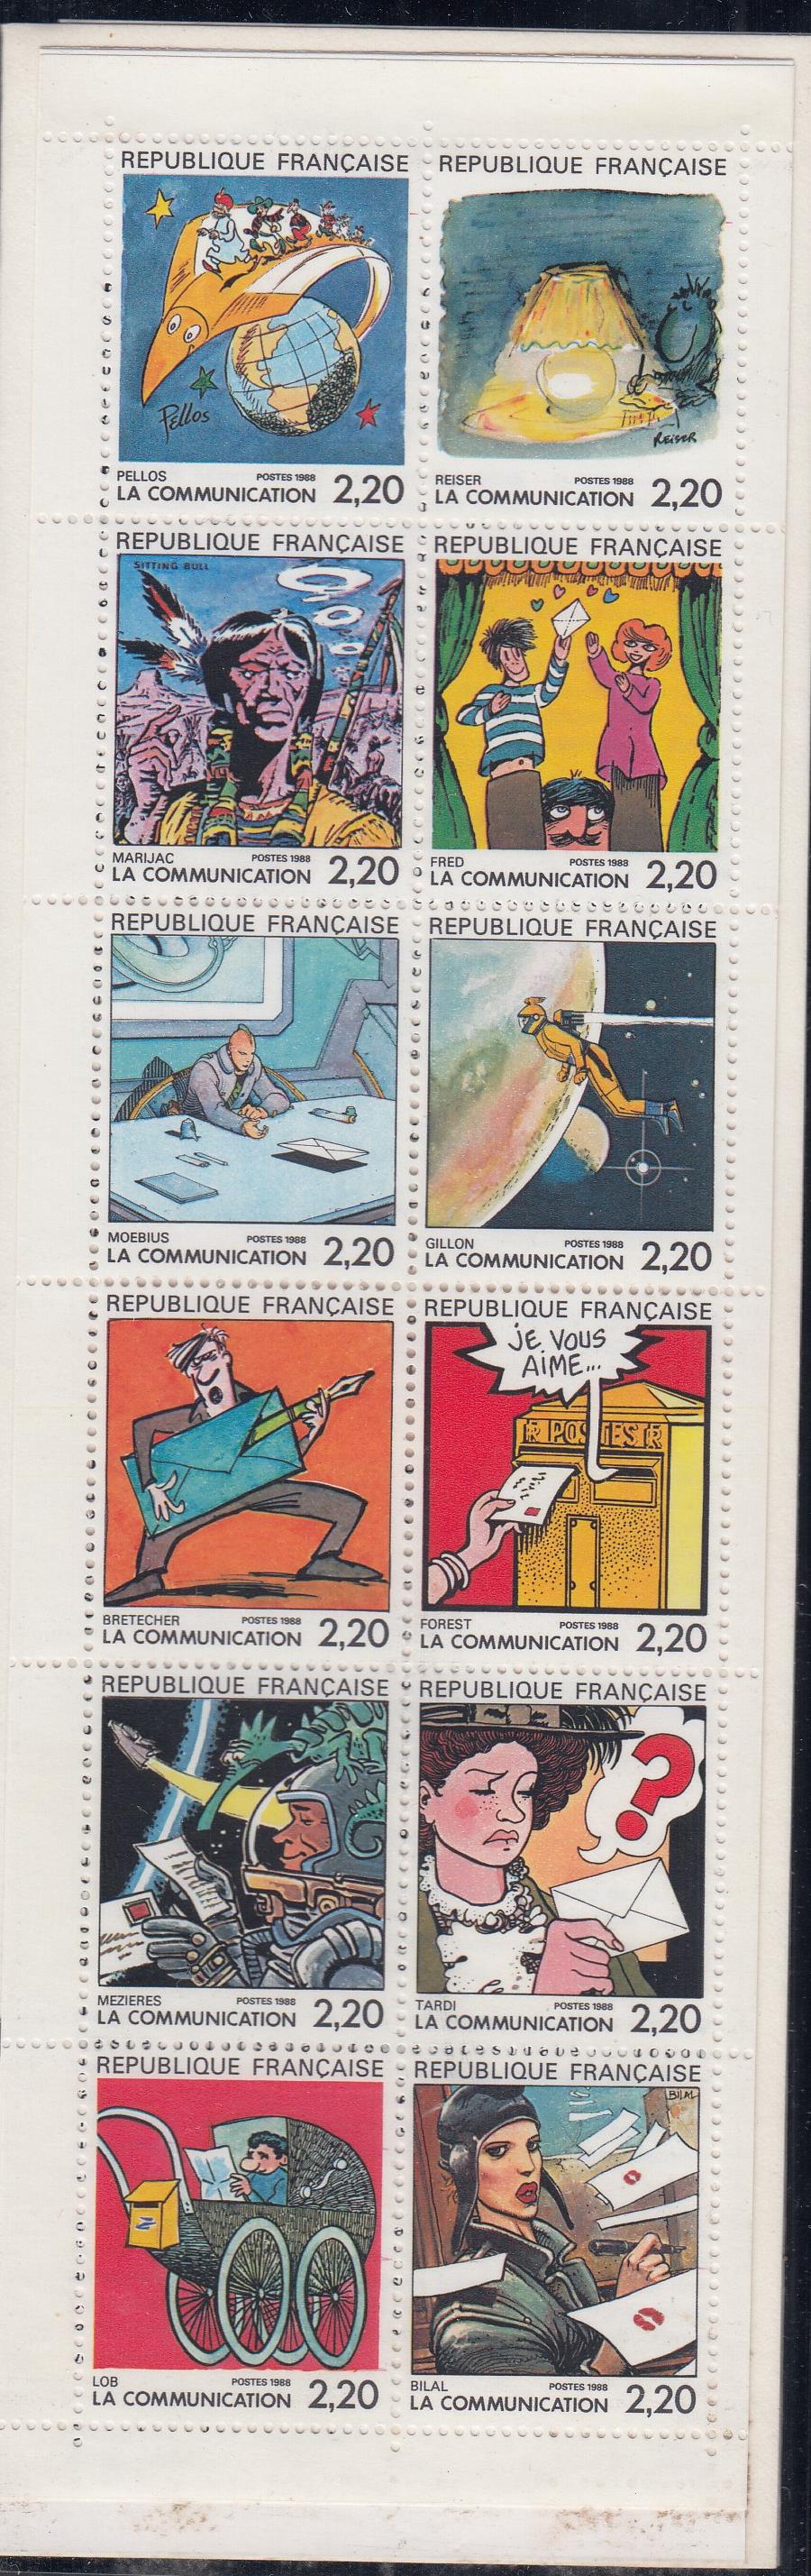 REPUBLIQUE FRANÇAISE
Pellos
PELLOS POSTES 1988
LA COMMUNICATION 2,20
REPUBLIQUE FRANÇAISE
REISER
REISER POSTES 1988
LA COMMUNICATION 2,20
REPUBLIQUE FRANÇAISE
SITTING BULL
MARIJAC POSTES 1988
LA COMMUNICATION 2,20
REPUBLIQUE FRANÇAISE
FRED POSTES 1988
LA COMMUNICATION 2,20
REPUBLIQUE FRANÇAISE
MOEBIUS POSTES 1988
LA COMMUNICATION 2,20
REPUBLIQUE FRANÇAISE
GILLON POSTES 1988
LA COMMUNICATION 2,20
REPUBLIQUE FRANÇAISE
BRETECHER POSTES 1988
LA COMMUNICATION 2,20
REPUBLIQUE FRANÇAISE
JE VOUS
AIME...
POSTES
FOREST POSTES 1988
LA COMMUNICATION 2,20
REPUBLIQUE FRANÇAISE
MEZIERES POSTES 1988
LA COMMUNICATION 2,20
REPUBLIQUE FRANÇAISE
?
TARDI POSTES 1988
LA COMMUNICATION 2,20
REPUBLIQUE FRANÇAISE
LOB POSTES 1988
LA COMMUNICATION 2,20
REPUBLIQUE FRANÇAISE
BILAL
BILAL POSTES 1988
LA COMMUNICATION 2,20